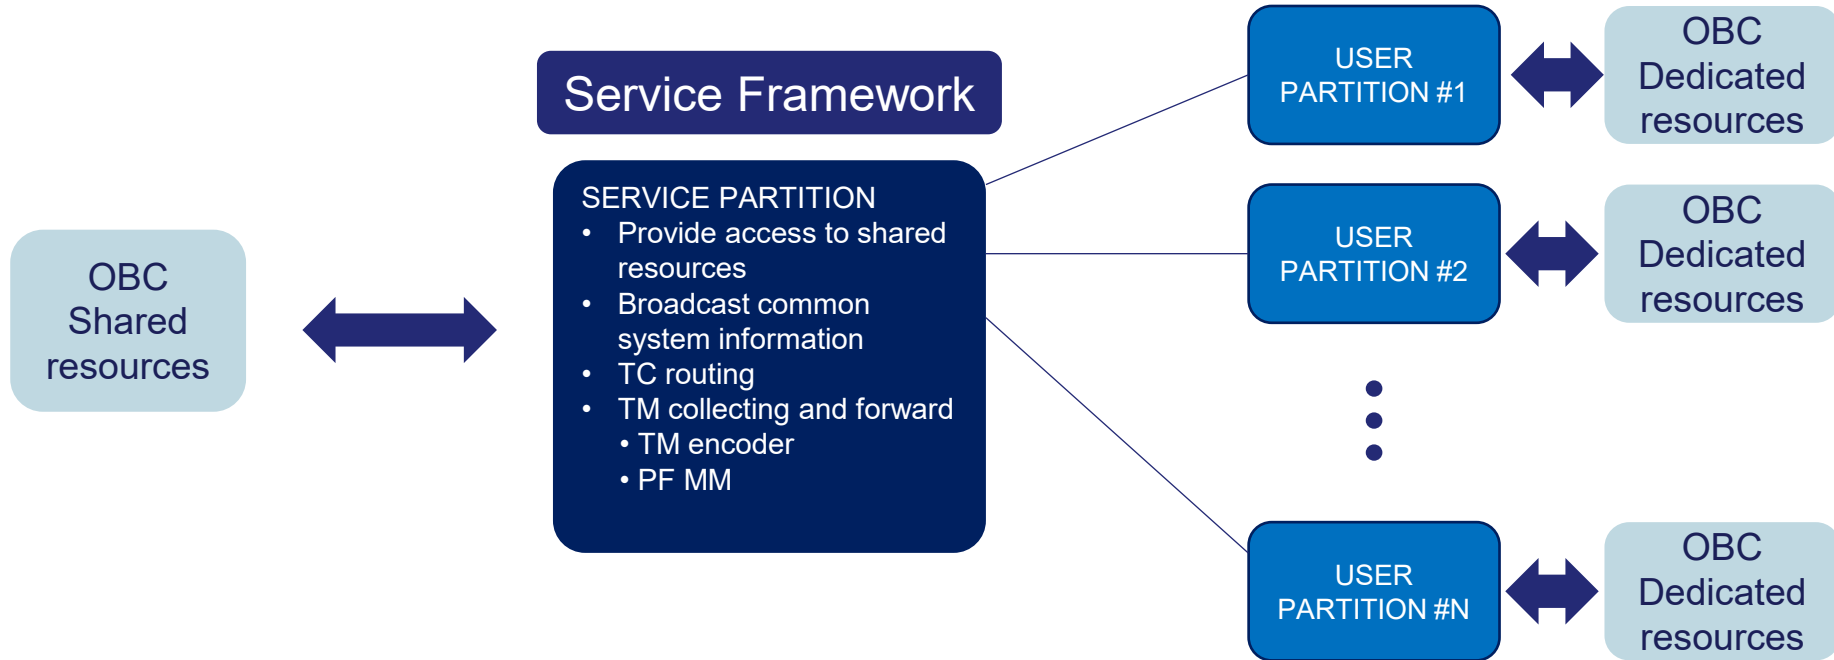 Service Framework
OBC
Shared
resources
SERVICE PARTITION
• Provide access to shared
resources
• Broadcast common
system information
• TC routing
• TM collecting and forward
• TM encoder
• PF MM
USER
PARTITION #1
OBC
Dedicated
resources
USER
PARTITION #2
OBC
Dedicated
resources
USER
PARTITION #N
OBC
Dedicated
resources